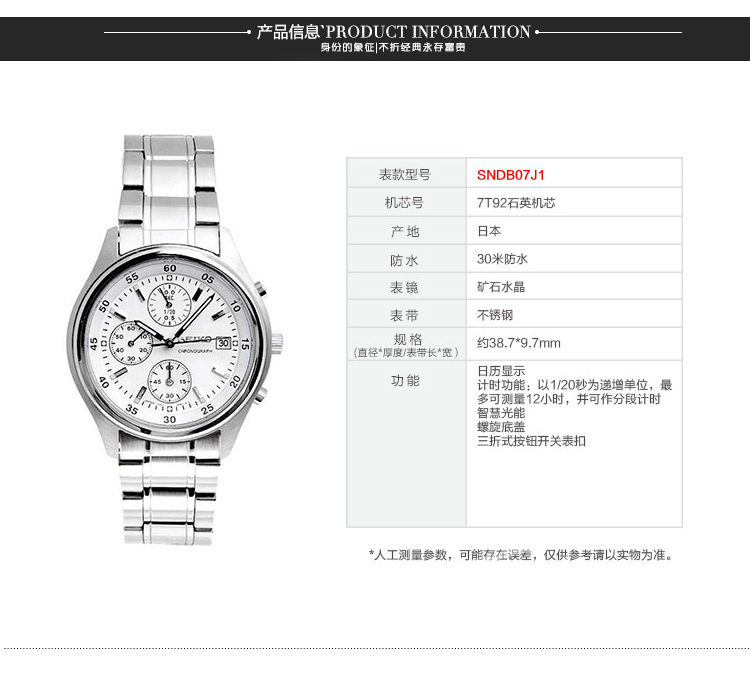 产品信息`PRODUCT INFORMATION
身份的象征|不折经典永存富贵
表款型号 SNDB07J1
机芯号 7T92石英机芯
产地 日本
防水 30米防水
表镜 矿石水晶
表带 不锈钢
规格 约38.7*9.7mm
(直径*厚度/表带长*宽)
功能 日历显示
计时功能；以1/20秒为递增单位，最
多可测量12小时，并可作分段计时
智慧光能
螺旋底盖
三折式按钮开关表扣
*人工测量参数，可能存在误差，仅供参考请以实物为准。
60
55 05
50 10
45 15
40 20
35 25
30
SEIKO
CHRONOGRAPH
30
SEC.
1/20
0.5
60
45 15
30
60
50 10
40 20
30